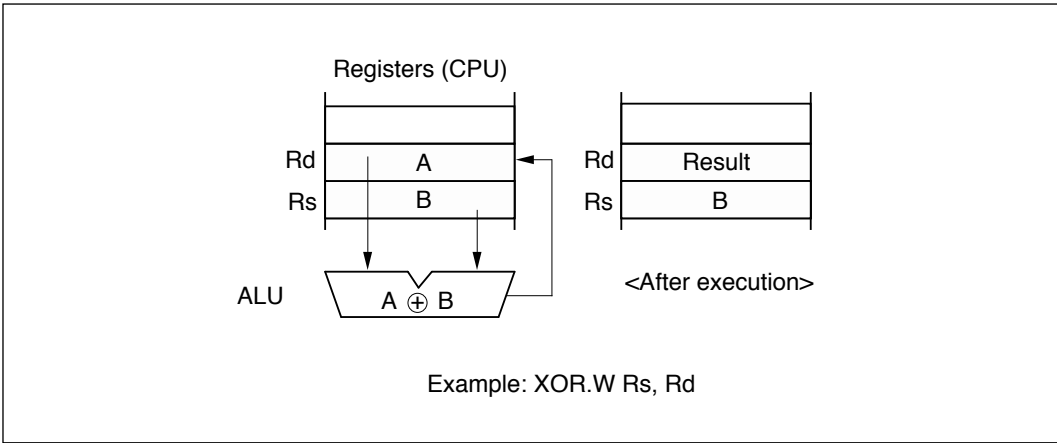 Registers (CPU)
Rd A Rd Result
Rs B Rs B
ALU A ⊕ B <After execution>
Example: XOR.W Rs, Rd